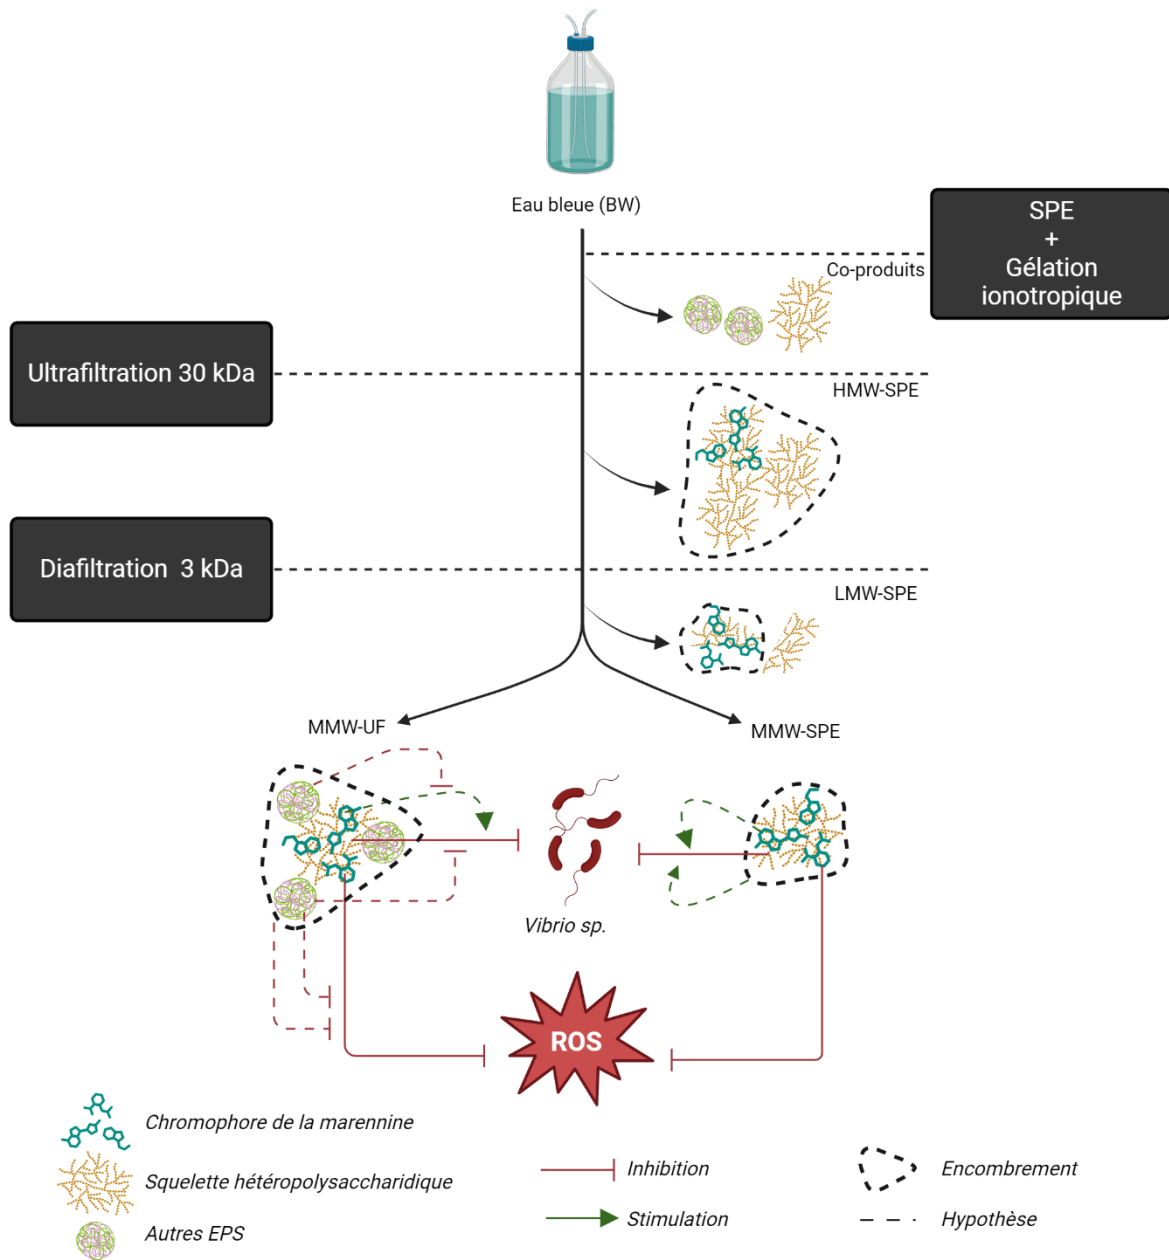 Eau bleue (BW)
SPE
+
Gélation
ionotropique
Co-produits
Ultrafiltration 30 kDa
HMW-SPE
Diafiltration 3 kDa
LMW-SPE
MMW-UF
MMW-SPE
Vibrio sp.
ROS
Chromophore de la marennine
Squelette hétéropolysaccharidique
Autres EPS
Inhibition
Stimulation
Encombrement
Hypothèse